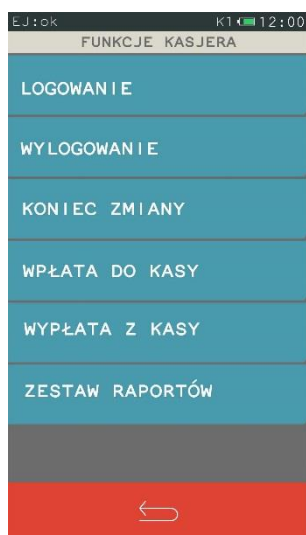 EJ:ok K1 12:00
FUNKCJE KASJERA
LOGOWANIE
WYLOGOWANIE
KONIEC ZMIANY
WPŁATA DO KASY
WYPŁATA Z KASY
ZESTAW RAPORTÓW